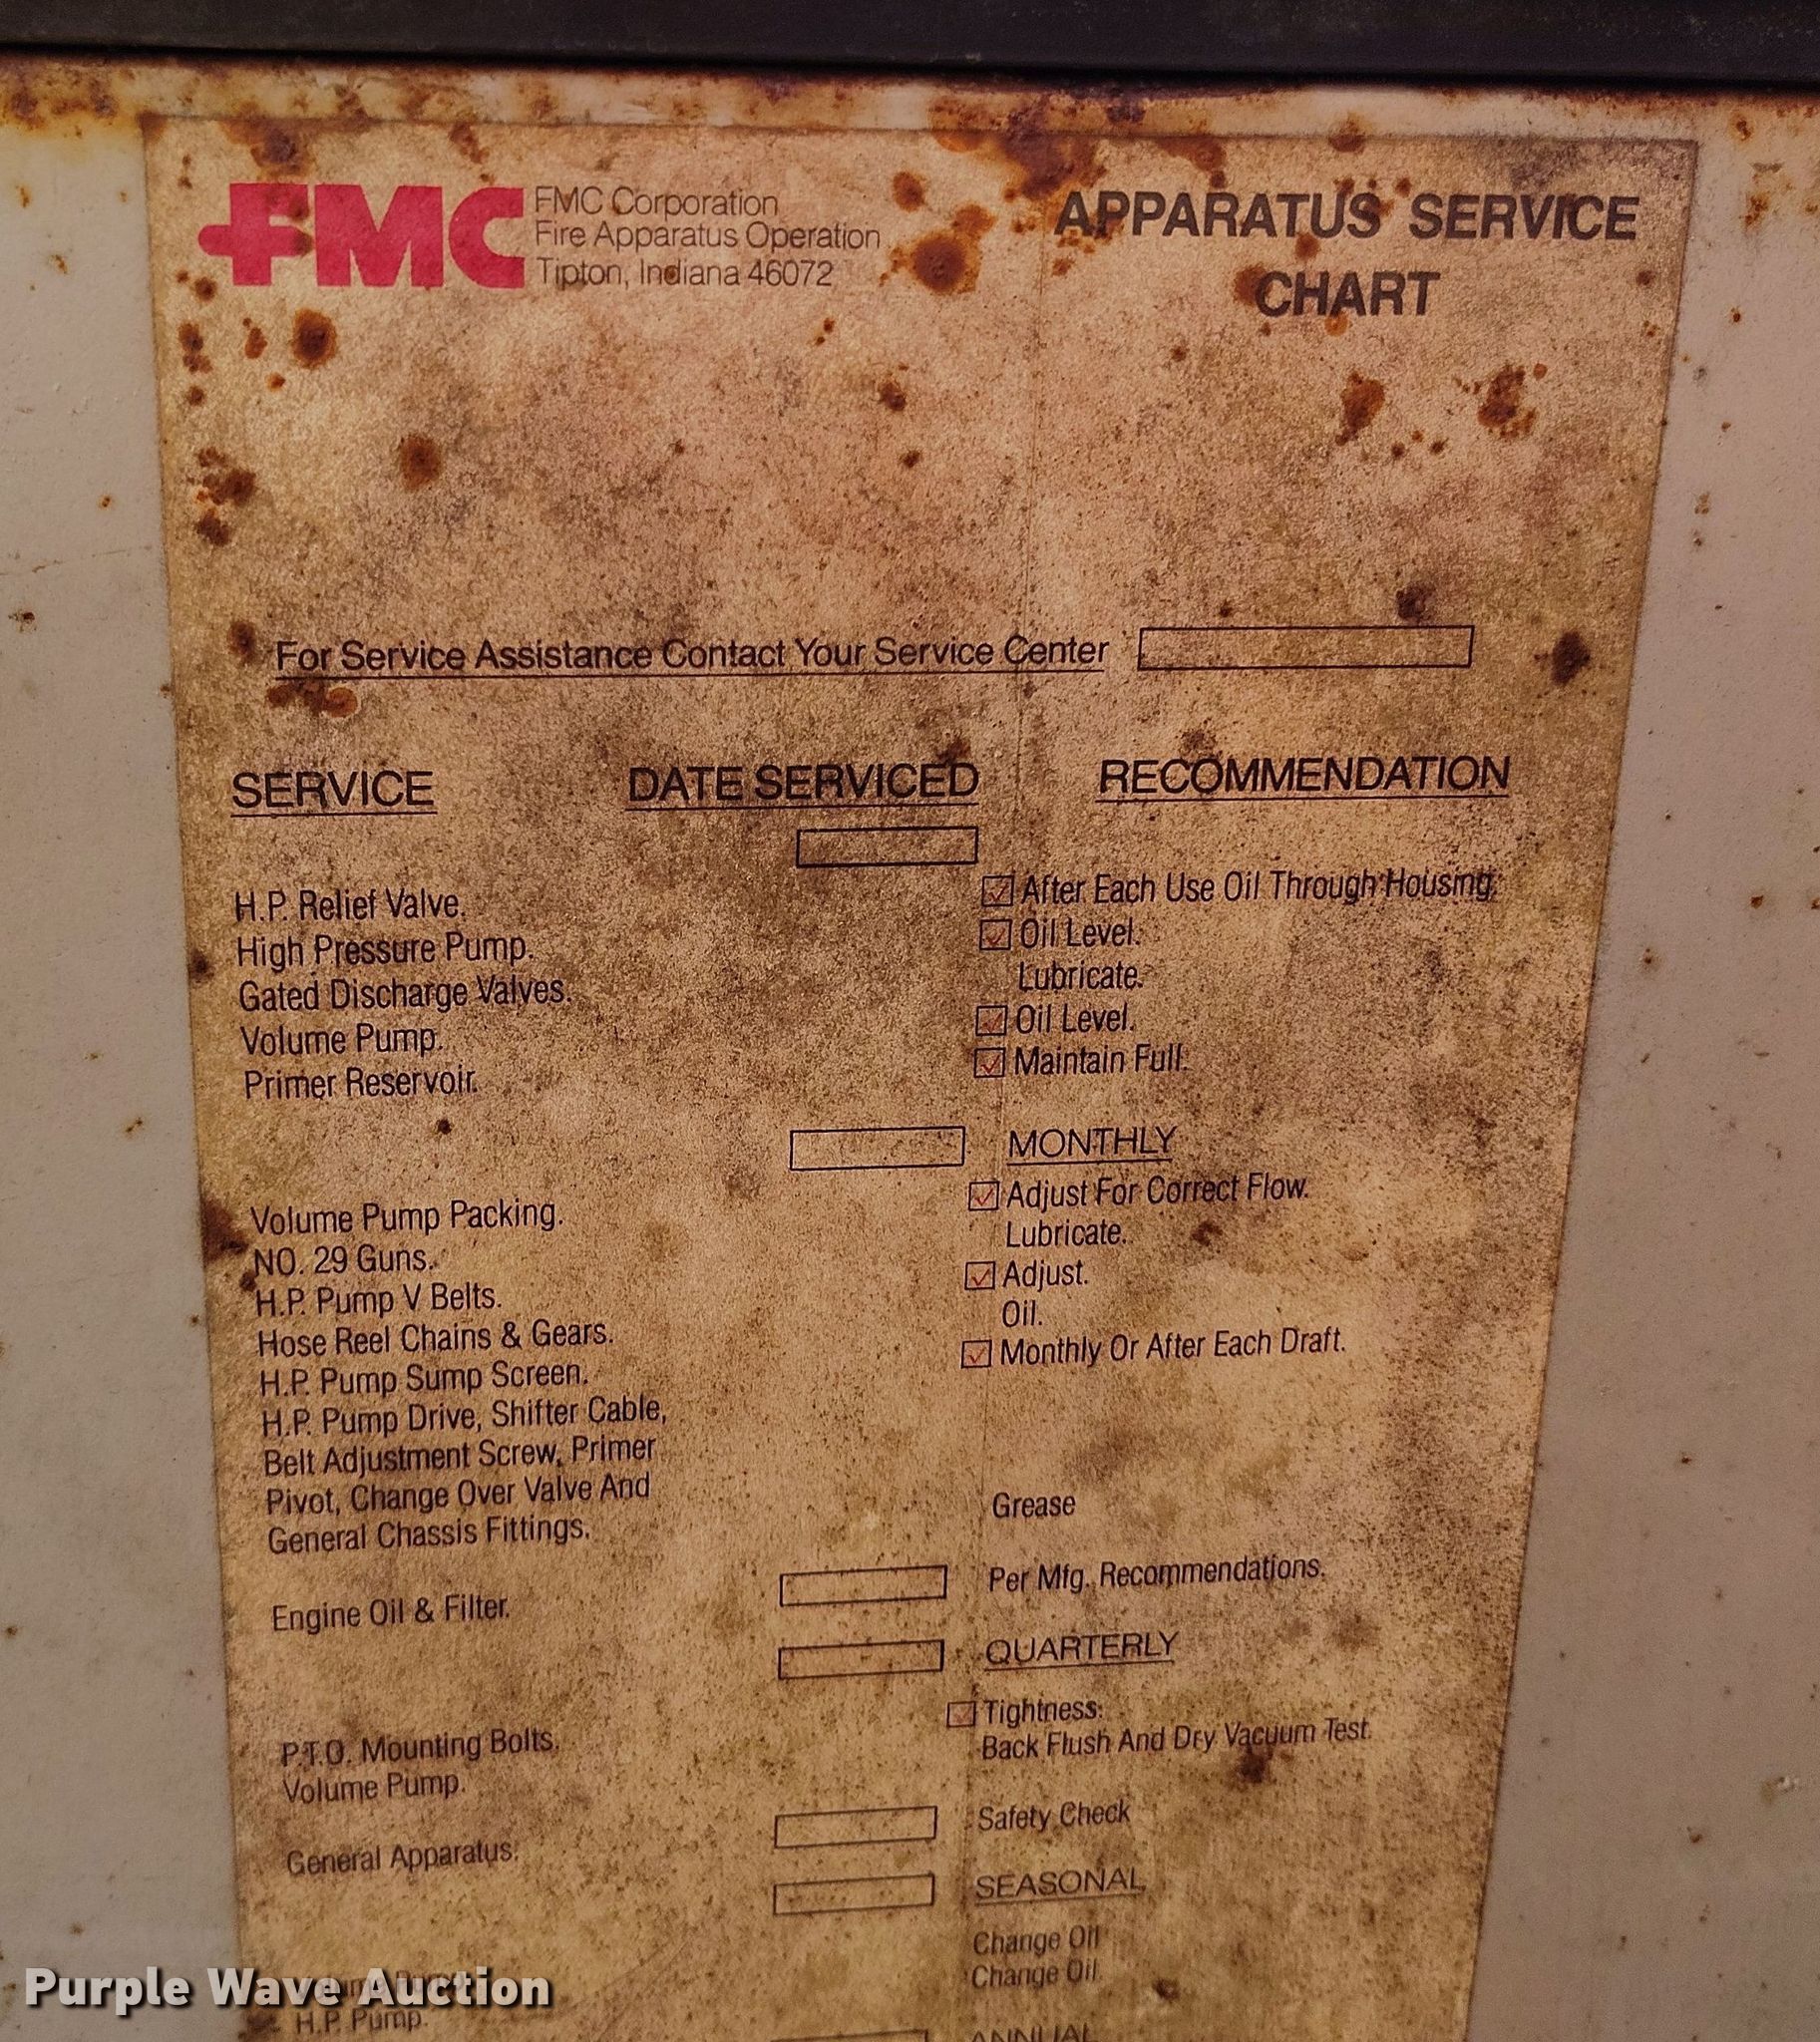 FMC
FMC Corporation
Fire Apparatus Operation
Tipton, Indiana 46072
APPARATUS SERVICE
CHART
For Service Assistance Contact Your Service Center
SERVICE DATE SERVICED RECOMMENDATION
H.P. Relief Valve. After Each Use Oil Through Housing.
High Pressure Pump. Oil Level.
Gated Discharge Valves. Lubricate.
Volume Pump. Oil Level.
Primer Reservoir. Maintain Full.
MONTHLY
Volume Pump Packing. Adjust For Correct Flow.
NO. 29 Guns. Lubricate.
H.P. Pump V Belts. Adjust.
Hose Reel Chains & Gears. Oil.
H.P. Pump Sump Screen. Monthly Or After Each Draft.
H.P. Pump Drive, Shifter Cable,
Belt Adjustment Screw, Primer
Pivot, Change Over Valve And
General Chassis Fittings. Grease
Engine Oil & Filter. Per Mfg. Recommendations.
QUARTERLY
P.T.O. Mounting Bolts. Tightness.
Volume Pump. Back Flush And Dry Vacuum Test.
General Apparatus. Safety Check
SEASONAL
Change Oil
H.P. Pump. Change Oil
ANNUAL
Purple Wave Auction